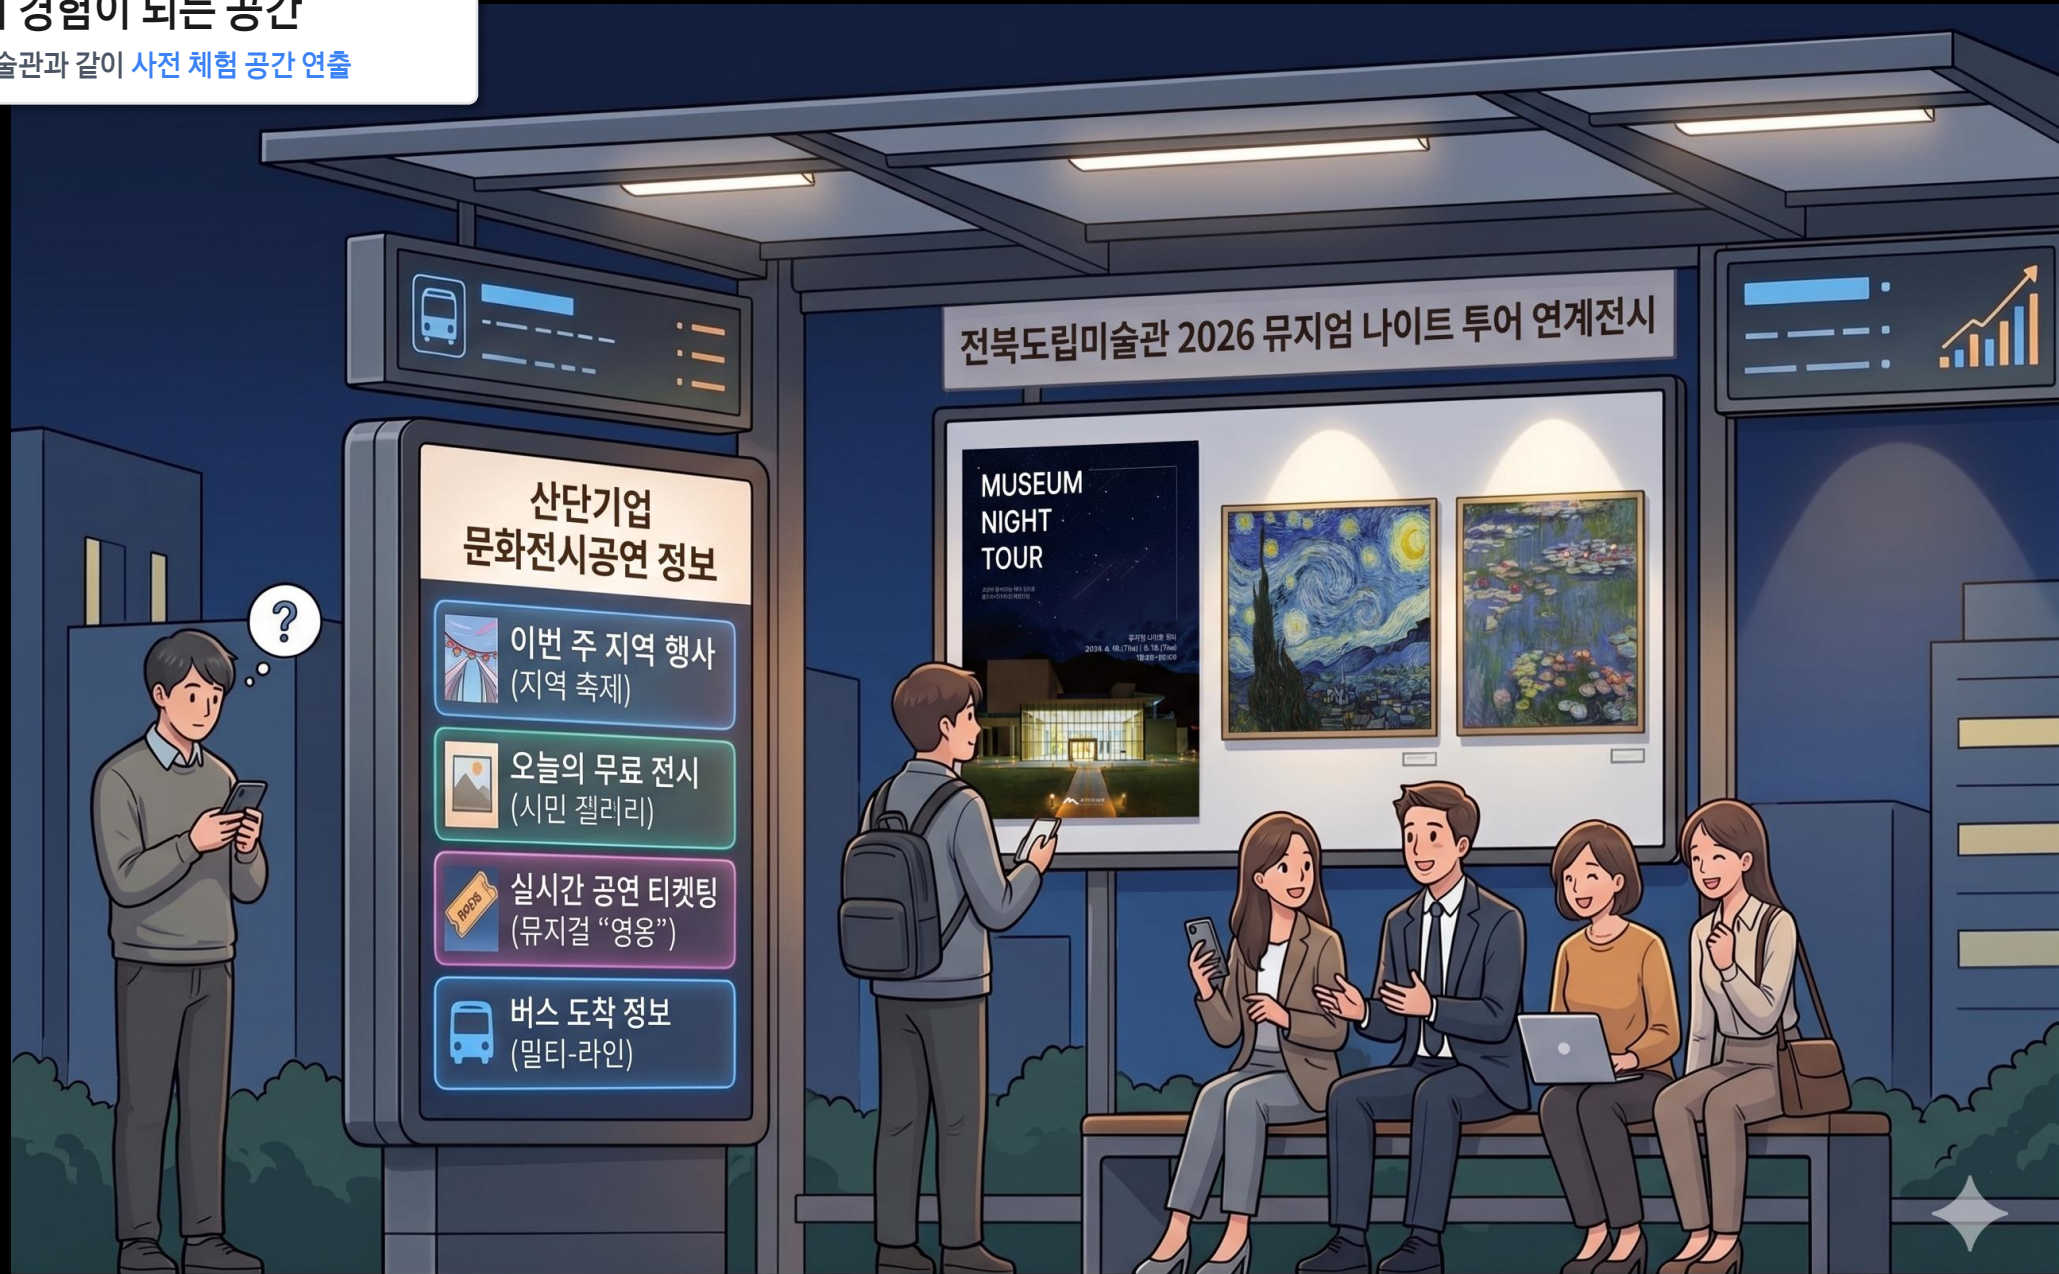 경험이 되는 공간
술관과 같이 사전 체험 공간 연출
전북도립미술관 2026 뮤지엄 나이트 투어 연계전시
산단기업
문화전시공연 정보
이번 주 지역 행사
(지역 축제)
오늘의 무료 전시
(시민 갤러리)
실시간 공연 티켓팅
(뮤지걸 “영웅”)
버스 도착 정보
(밀티-라인)
MUSEUM
NIGHT
TOUR